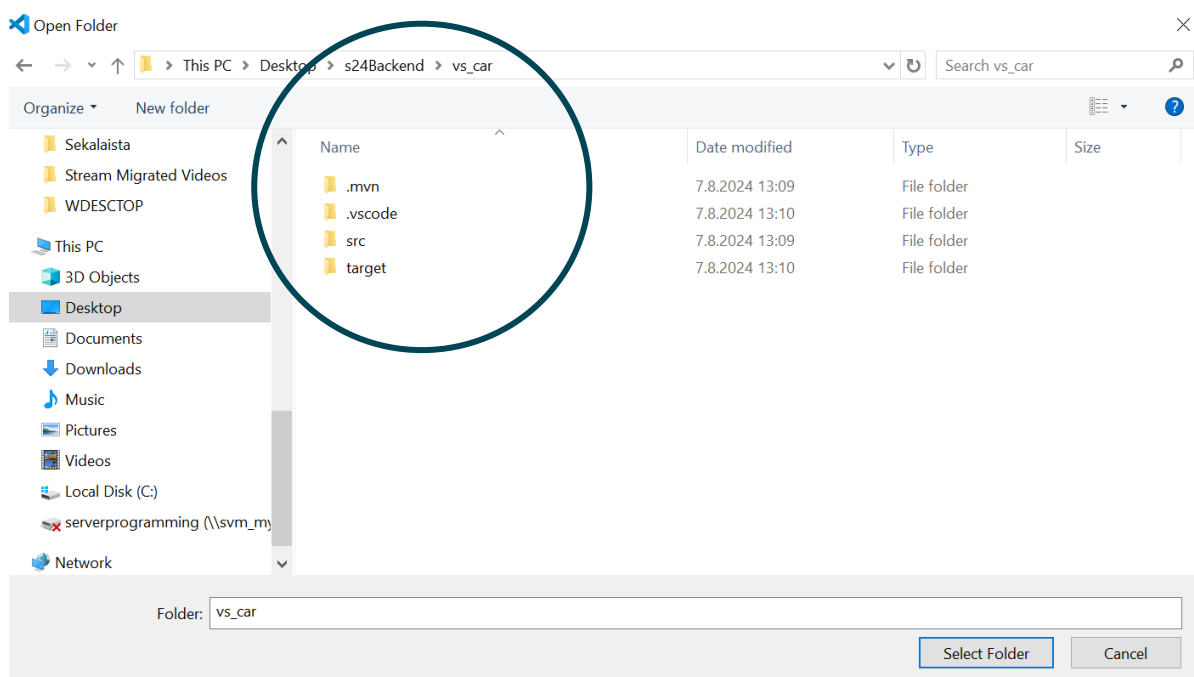 Open Folder
This PC > Desktop > s24Backend > vs_car
Search vs_car
Organize New folder
?
Sekalaista
Stream Migrated Videos
WDESCTOP
This PC
3D Objects
Desktop
Documents
Downloads
Music
Pictures
Videos
Local Disk (C:)
serverprogramming (\\svm_my
Network
Name Date modified Type Size
.mvn 7.8.2024 13:09 File folder
.vscode 7.8.2024 13:10 File folder
src 7.8.2024 13:09 File folder
target 7.8.2024 13:10 File folder
Folder: vs_car
Select Folder Cancel